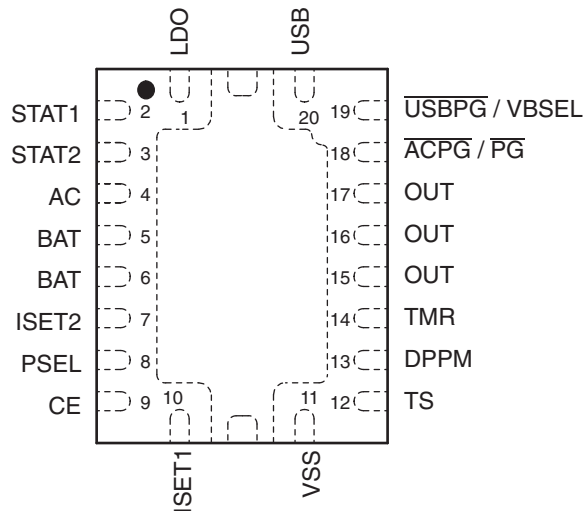 LDO
USB
STAT1 2 1 20 19 USBPG / VBSEL
STAT2 3 18 ACPG / PG
AC 4 17 OUT
BAT 5 16 OUT
BAT 6 15 OUT
ISET2 7 14 TMR
PSEL 8 13 DPPM
CE 9 10 11 12 TS
ISET1
VSS